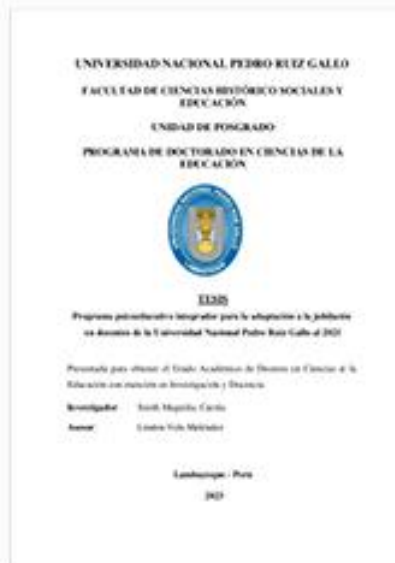 UNIVERSIDAD NACIONAL PEDRO RUIZ GALLO
FACULTAD DE CIENCIAS HISTÓRICO SOCIALES Y
EDUCACIÓN
UNIDAD DE POSGRADO
PROGRAMA DE DOCTORADO EN CIENCIAS DE LA
EDUCACIÓN
TESIS
Programa psicoeducativo integrador para la adaptación a la jubilación
en docentes de la Universidad Nacional Pedro Ruiz Gallo al 2021
Presentada para obtener el Grado Académico de Doctora en Ciencias de la
Educación con mención en Investigación y Docencia
Investigador
Asesor
Lambayeque - Perú
2023